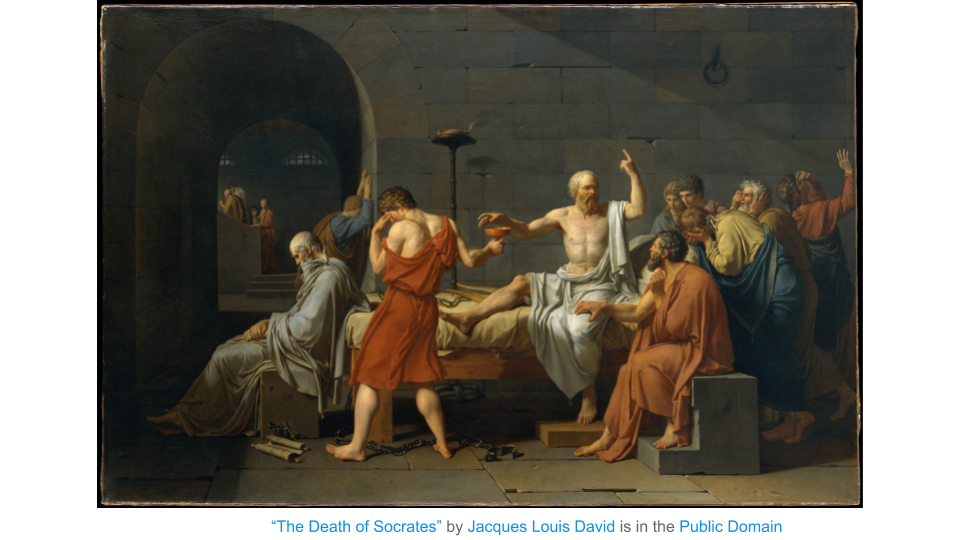 “The Death of Socrates” by Jacques Louis David is in the Public Domain